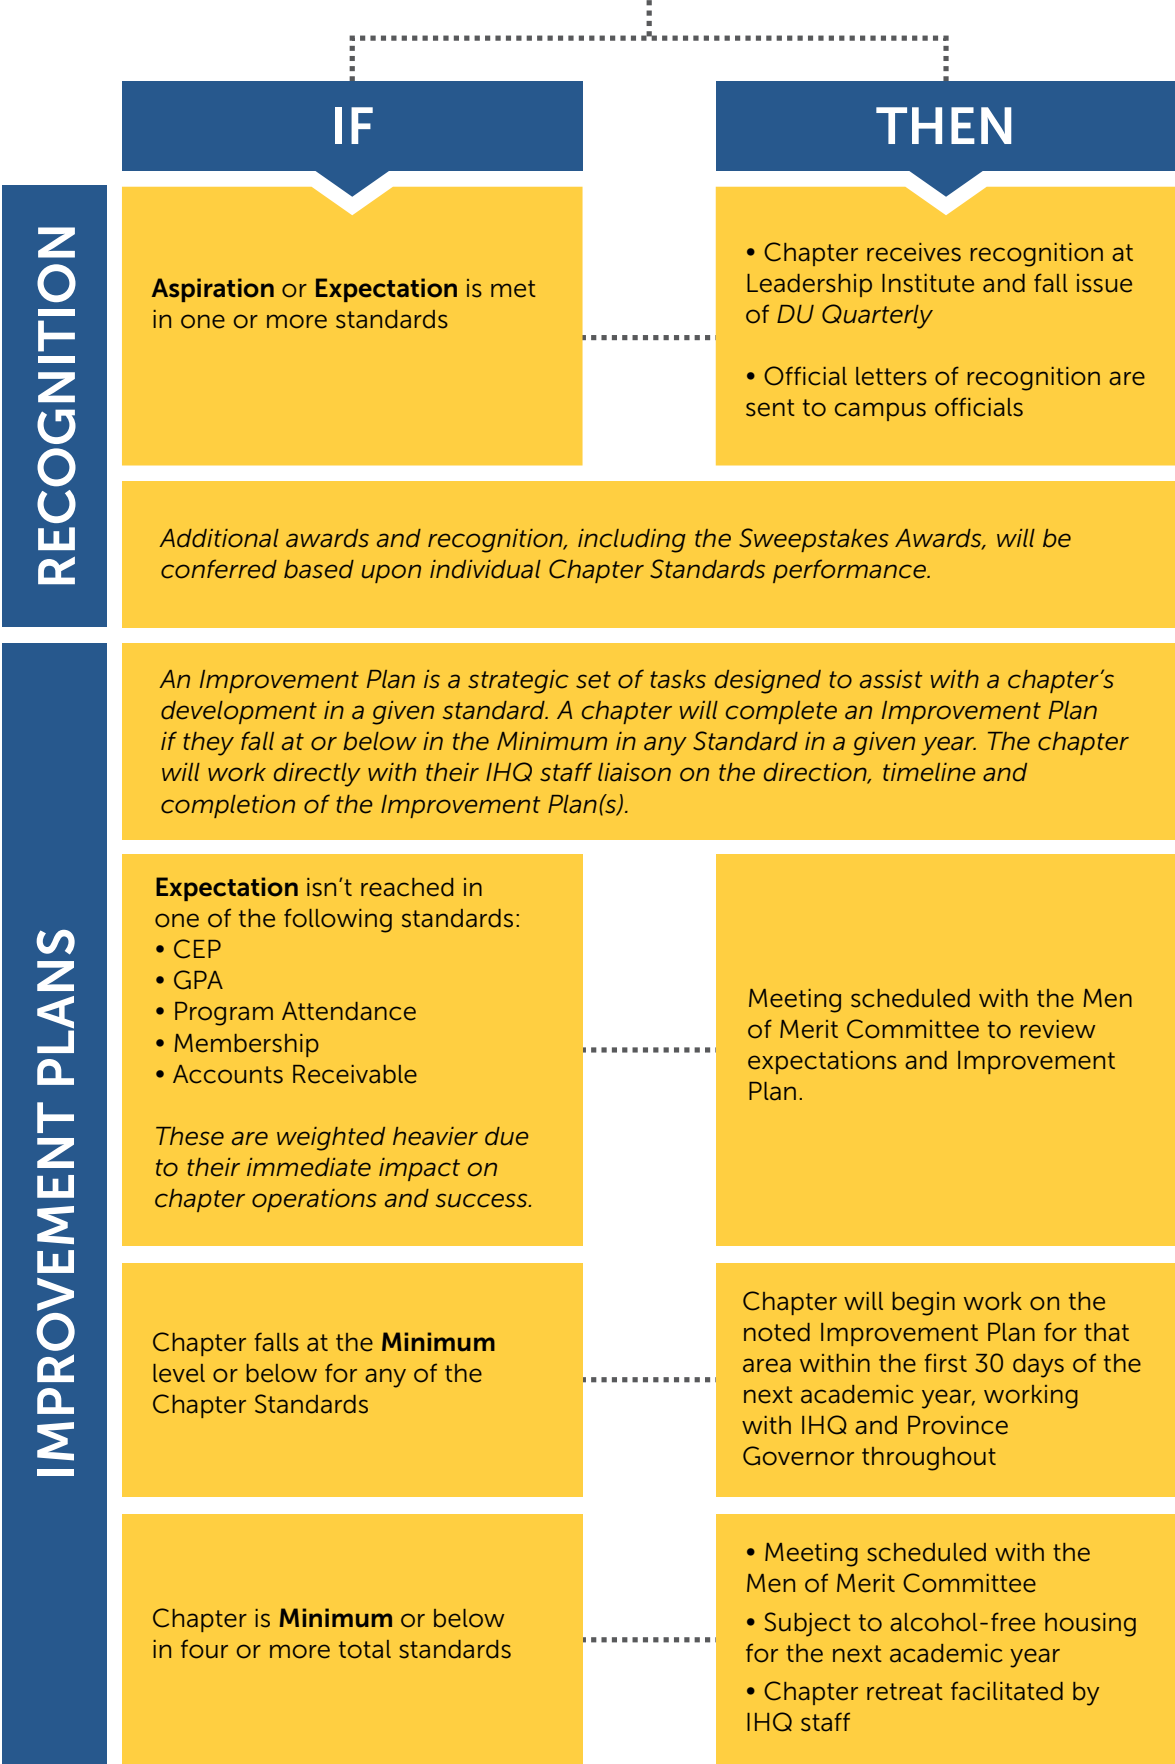 IF
THEN
RECOGNITION
Aspiration or Expectation is met
in one or more standards
• Chapter receives recognition at
Leadership Institute and fall issue
of DU Quarterly
• Official letters of recognition are
sent to campus officials
Additional awards and recognition, including the Sweepstakes Awards, will be
conferred based upon individual Chapter Standards performance.
IMPROVEMENT PLANS
An Improvement Plan is a strategic set of tasks designed to assist with a chapter’s
development in a given standard. A chapter will complete an Improvement Plan
if they fall at or below in the Minimum in any Standard in a given year. The chapter
will work directly with their IHQ staff liaison on the direction, timeline and
completion of the Improvement Plan(s).
Expectation isn’t reached in
one of the following standards:
• CEP
• GPA
• Program Attendance
• Membership
• Accounts Receivable
These are weighted heavier due
to their immediate impact on
chapter operations and success.
Meeting scheduled with the Men
of Merit Committee to review
expectations and Improvement
Plan.
Chapter falls at the Minimum
level or below for any of the
Chapter Standards
Chapter will begin work on the
noted Improvement Plan for that
area within the first 30 days of the
next academic year, working
with IHQ and Province
Governor throughout
Chapter is Minimum or below
in four or more total standards
• Meeting scheduled with the
Men of Merit Committee
• Subject to alcohol-free housing
for the next academic year
• Chapter retreat facilitated by
IHQ staff